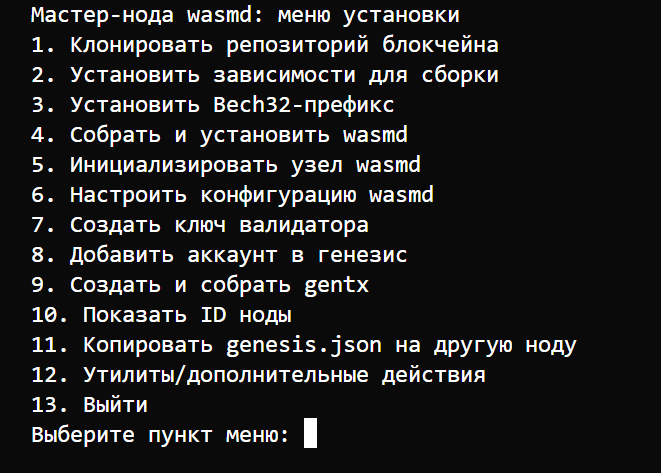 Мастер-нода wasmd: меню установки
1. Клонировать репозиторий блокчейна
2. Установить зависимости для сборки
3. Установить Bech32-префикс
4. Собрать и установить wasmd
5. Инициализировать узел wasmd
6. Настроить конфигурацию wasmd
7. Создать ключ валидатора
8. Добавить аккаунт в генезис
9. Создать и собрать gentx
10. Показать ID ноды
11. Копировать genesis.json на другую ноду
12. Утилиты/дополнительные действия
13. Выйти
Выберите пункт меню: